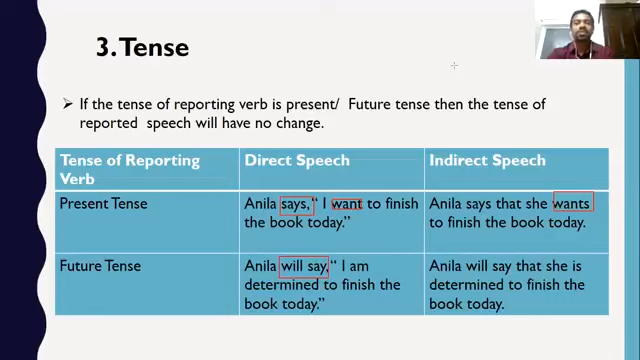 3. Tense
➢ If the tense of reporting verb is present/ Future tense then the tense of
reported speech will have no change.
Tense of Reporting
Verb
Direct Speech
Indirect Speech
Present Tense
Anila says," I want to finish
the book today."
Anila says that she wants
to finish the book today.
Future Tense
Anila will say, " I am
determined to finish the
book today."
Anila will say that she is
determined to finish the
book today.